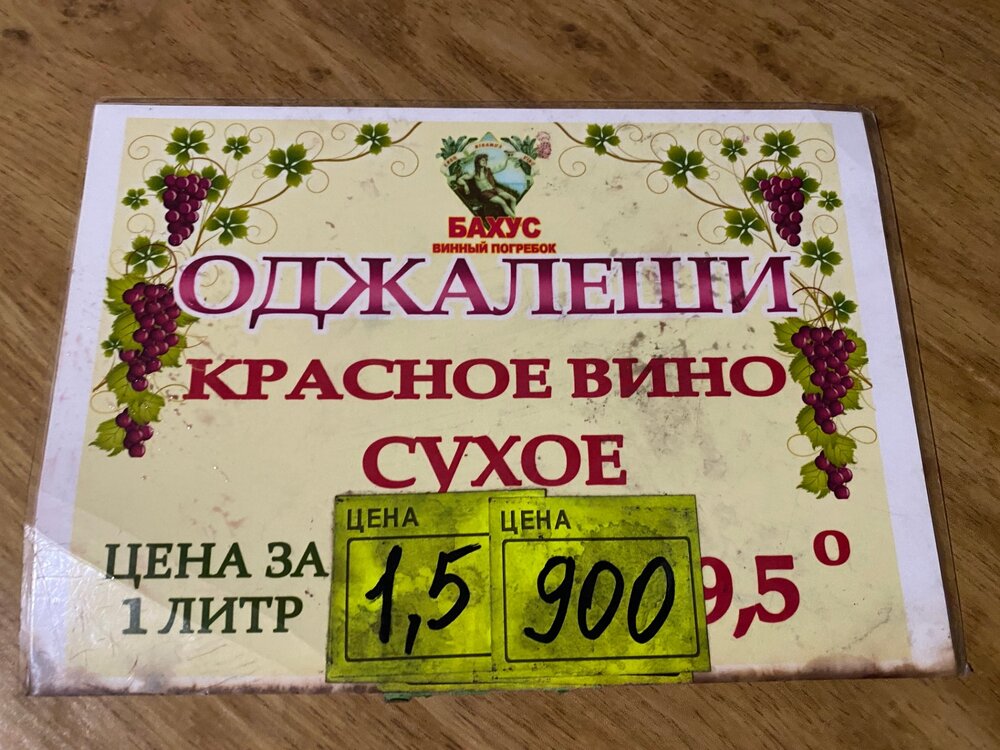 БАХУС
ВИННЫЙ ПОГРЕБОК
ОДЖАЛЕШИ
КРАСНОЕ ВИНО
СУХОЕ
ЦЕНА ЦЕНА
ЦЕНА ЗА 1,5 900 9,5°
1 ЛИТР